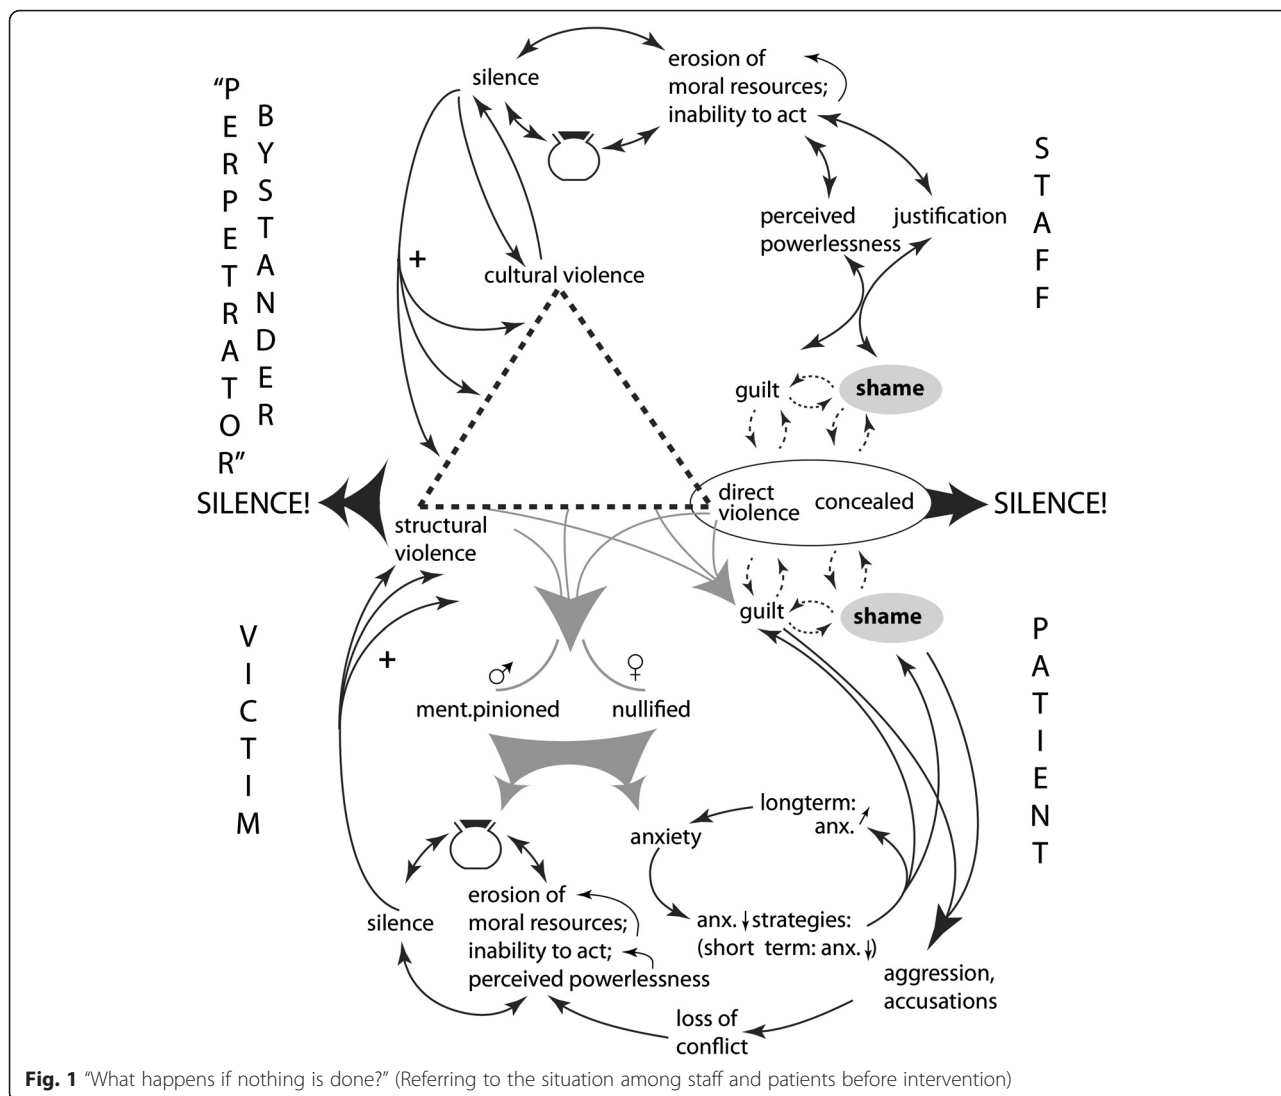 "PERPETRATOR"
BYSTANDER
STAFF
silence
erosion of
moral resources;
inability to act
perceived
powerlessness
justification
+
cultural violence
guilt
shame
SILENCE!
direct
violence
concealed
SILENCE!
structural
violence
guilt
shame
VICTIM
PATIENT
+
♂
♀
ment.pinioned
nullified
longterm:
anx.
anxiety
erosion of
moral resources;
inability to act;
perceived powerlessness
silence
anx. strategies:
(short term: anx. )
aggression,
accusations
loss of
conflict
Fig. 1 "What happens if nothing is done?" (Referring to the situation among staff and patients before intervention)